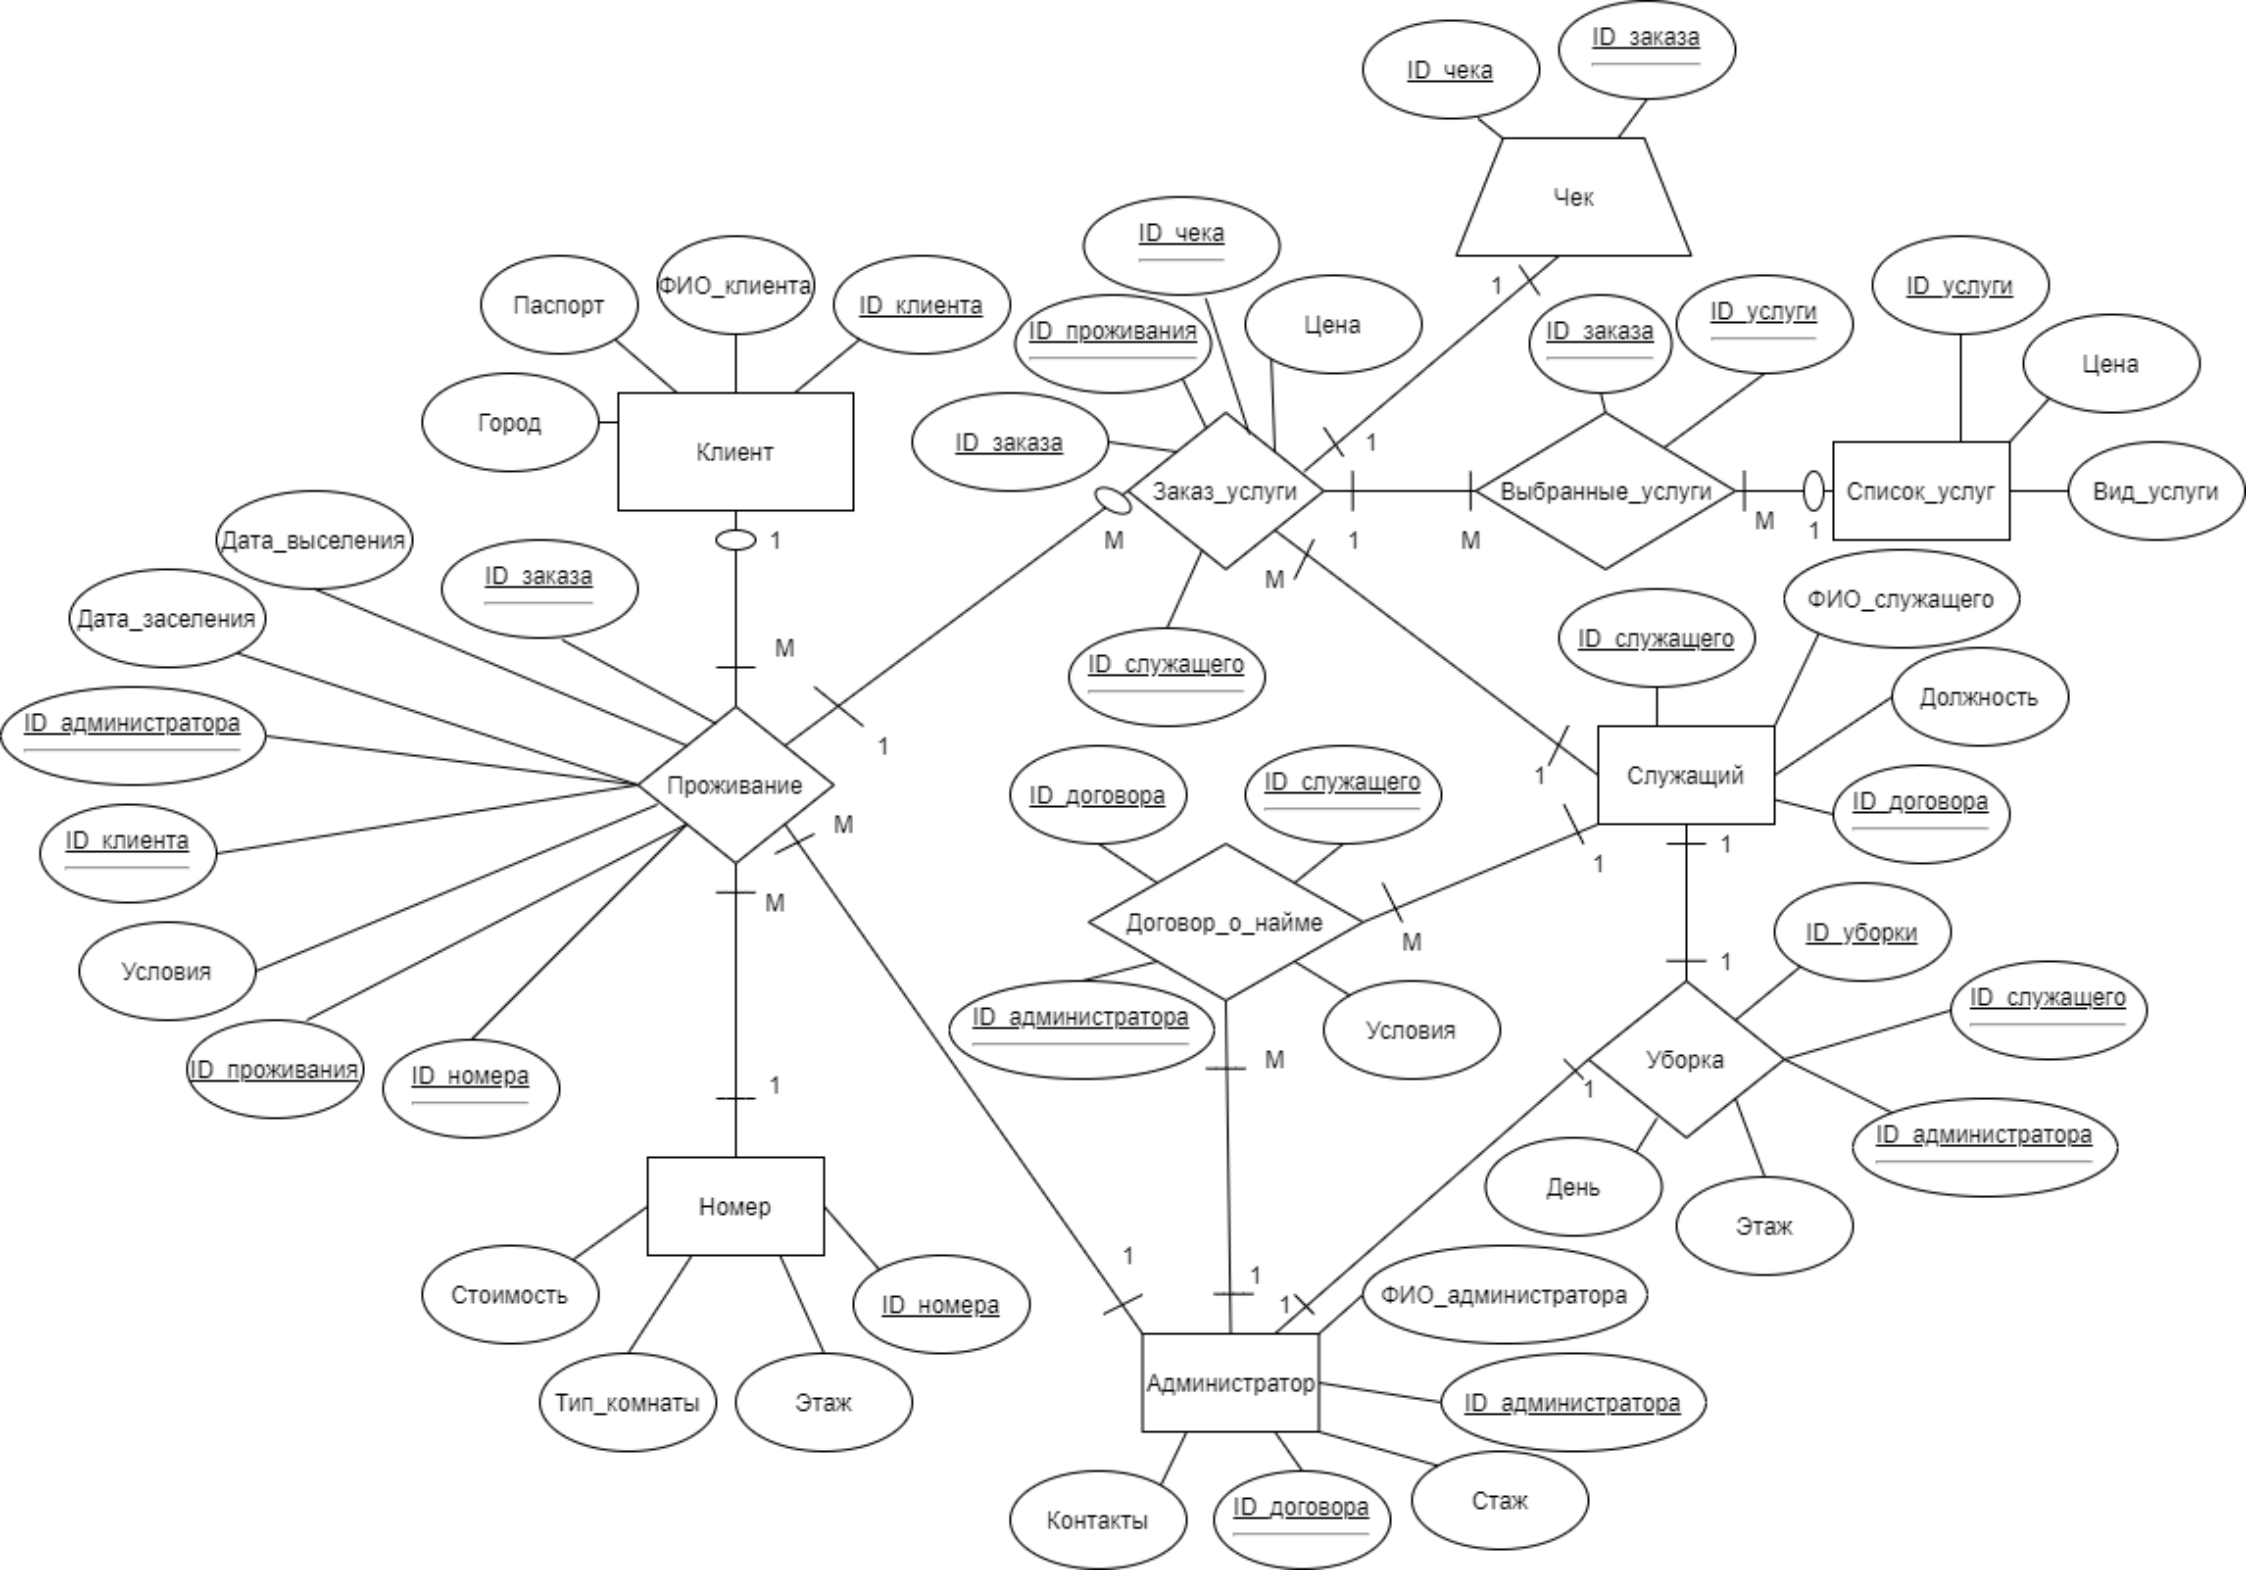 ID_заказа
ID_чека
Чек
ID_чека
1
ID_проживания
Цена
ID_заказа
ID_услуги
ID_услуги
Цена
Паспорт
ФИО_клиента
ID_клиента
Город
Клиент
ID_заказа
1
Заказ_услуги
Выбранные_услуги
Список_услуг
Вид_услуги
М
1
М
М
1
М
Дата_выселения
1
ID_заказа
Дата_заселения
М
ID_служащего
ID_служащего
ФИО_служащего
Должность
ID_администратора
1
Проживание
1
Служащий
ID_договора
ID_служащего
ID_договора
М
ID_клиента
1
1
М
Договор_о_найме
М
ID_уборки
1
Условия
ID_администратора
Условия
ID_служащего
ID_проживания
ID_номера
1
М
Уборка
1
ID_администратора
День
Этаж
Номер
1
1
1
Стоимость
ID_номера
ФИО_администратора
Тип_комнаты
Этаж
Администратор
ID_администратора
Контакты
ID_договора
Стаж